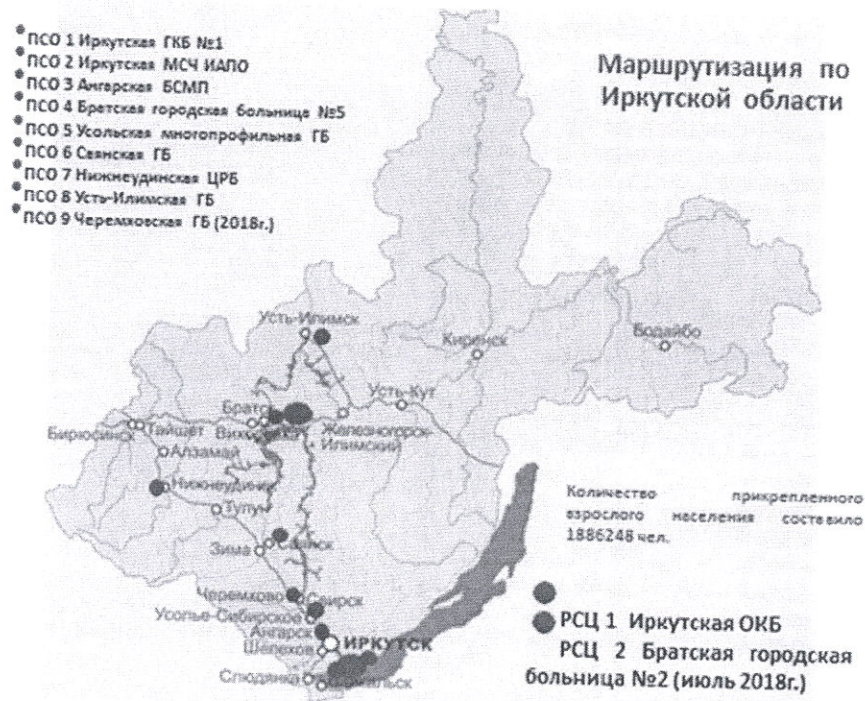 ПСО 1 Иркутская ГКБ №1
ПСО 2 Иркутская МСЧ ИАПО
ПСО 3 Ангарская БСМП
ПСО 4 Братская городская больница №5
ПСО 5 Усольская многопрофильная ГБ
ПСО 6 Саянская ГБ
ПСО 7 Нижнеудинская ЦРБ
ПСО 8 Усть-Илимская ГБ
ПСО 9 Черемховская ГБ (2018г.)
Маршрутизация по
Иркутской области
Усть-Илимск
Киренск
Бодайбо
Усть-Кут
Братск
Железногорск-
Илимский
Бирюсинск
Тайшет
Алзамай
Нижнеудинск
Тулун
Зима
Саянск
Черемхово
Свирск
Усолье-Сибирское
Ангарск
ИРКУТСК
Шелехов
Слюдянка
Количество прикрепленного
взрослого населения составило
1886248 чел.
РСЦ 1 Иркутская ОКБ
РСЦ 2 Братская городская
больница №2 (июль 2018г.)